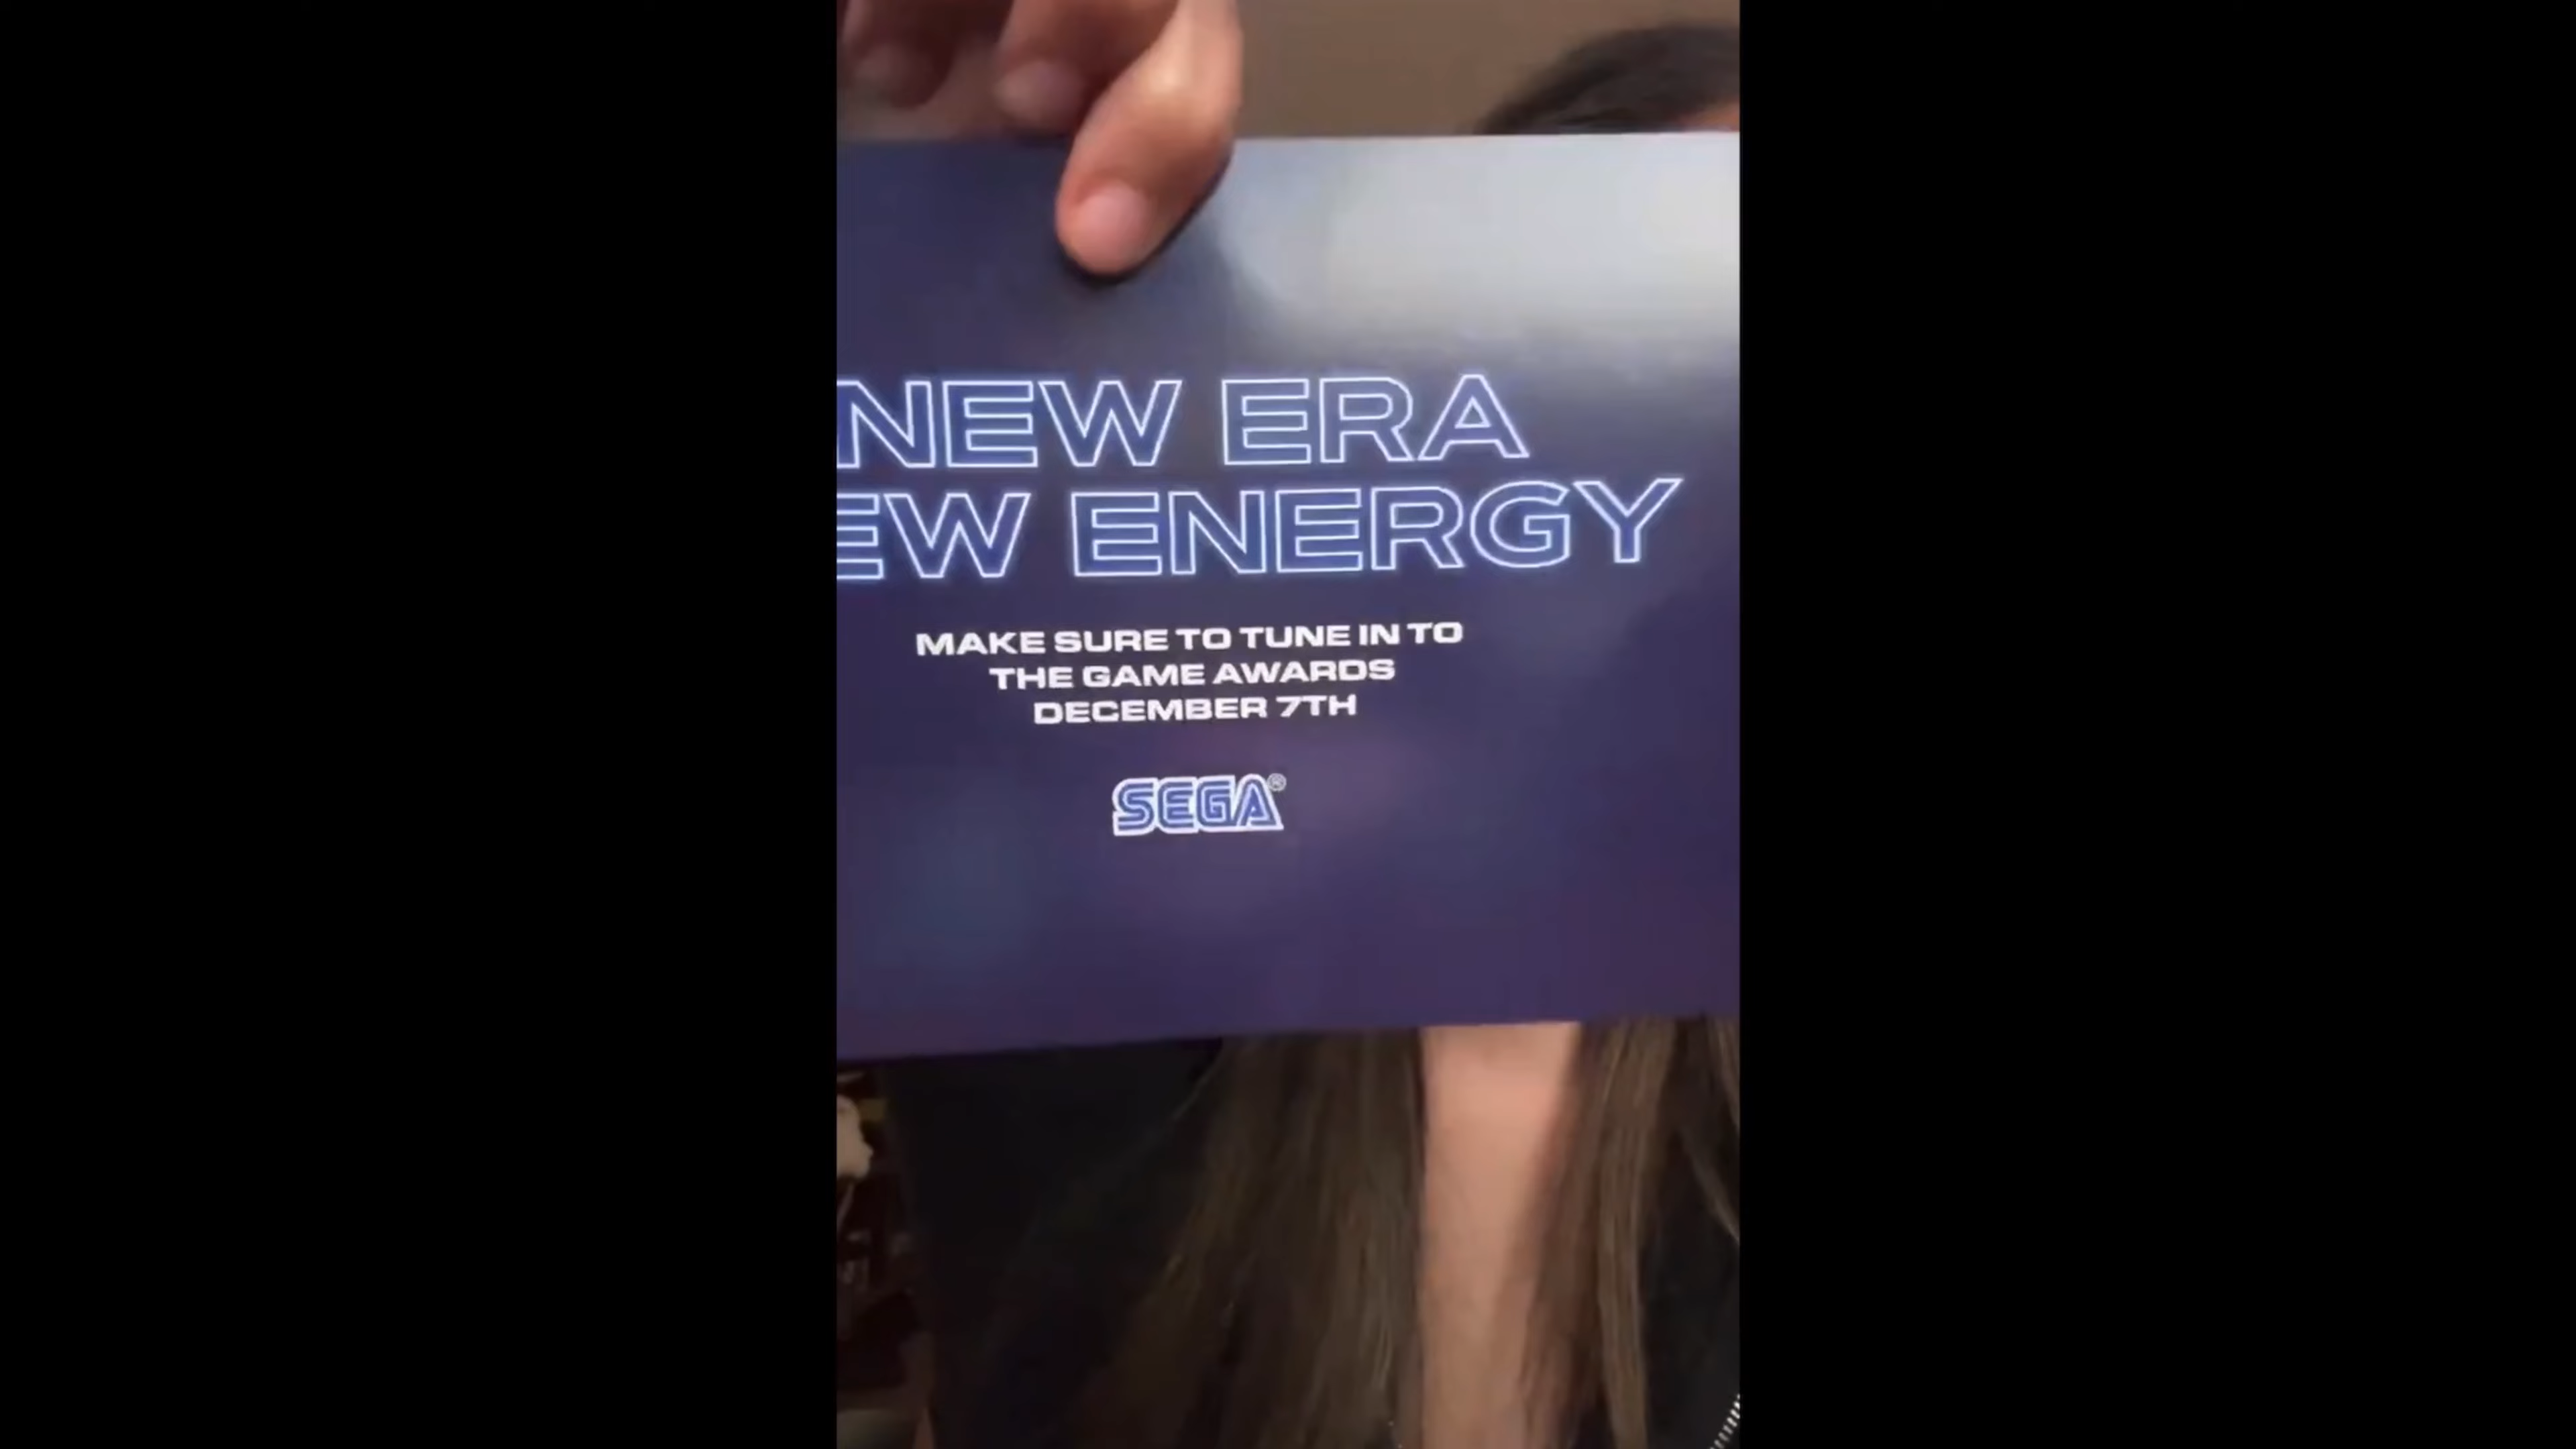 NEW ERA
EW ENERGY
MAKE SURE TO TUNE IN TO
THE GAME AWARDS
DECEMBER 7TH
SEGA®